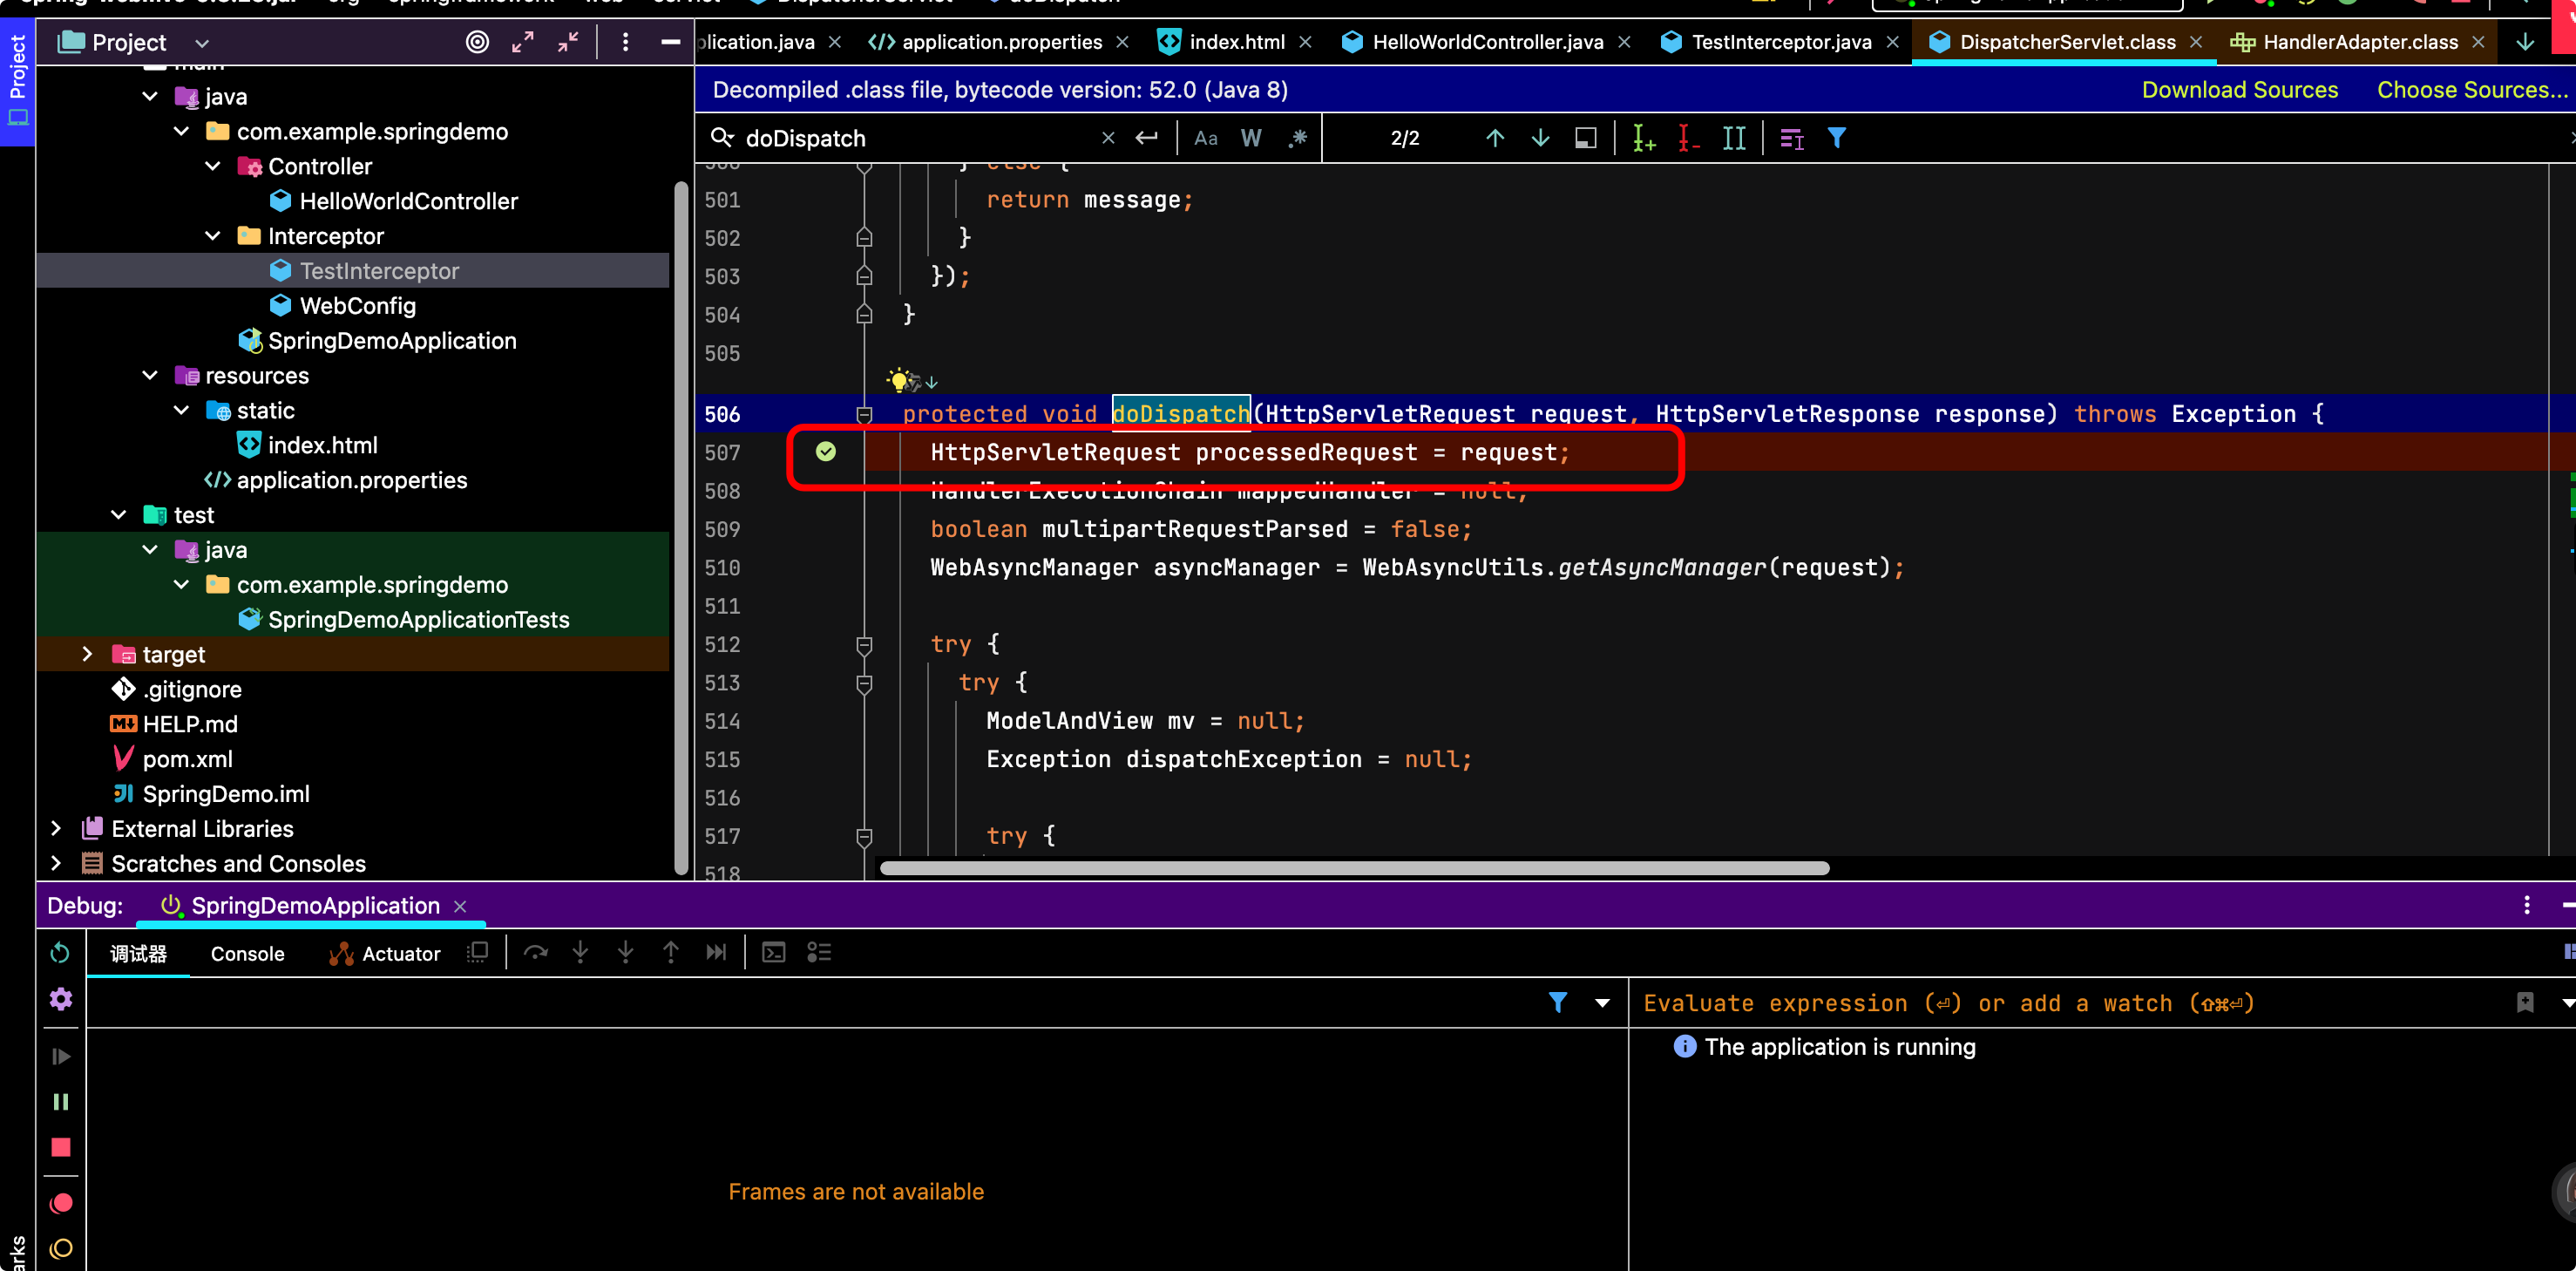 Project
plication.java
application.properties
index.html
HelloWorldController.java
TestInterceptor.java
DispatcherServlet.class
HandlerAdapter.class
Project
Decompiled .class file, bytecode version: 52.0 (Java 8)
Download Sources
Choose Sources...
doDispatch
Aa
W
2/2
main
java
com.example.springdemo
Controller
HelloWorldController
Interceptor
TestInterceptor
WebConfig
SpringDemoApplication
resources
static
index.html
application.properties
test
java
com.example.springdemo
SpringDemoApplicationTests
target
.gitignore
HELP.md
pom.xml
SpringDemo.iml
External Libraries
Scratches and Consoles
500 } else {
501 return message;
502 }
503 });
504 }
505
506 protected void doDispatch(HttpServletRequest request, HttpServletResponse response) throws Exception {
507 HttpServletRequest processedRequest = request;
508 HandlerExecutionChain mappedHandler = null;
509 boolean multipartRequestParsed = false;
510 WebAsyncManager asyncManager = WebAsyncUtils.getAsyncManager(request);
511
512 try {
513 try {
514 ModelAndView mv = null;
515 Exception dispatchException = null;
516
517 try {
518
Debug:
SpringDemoApplication
调试器
Console
Actuator
Evaluate expression (⏎) or add a watch (⇧⌘⏎)
The application is running
Frames are not available
arks